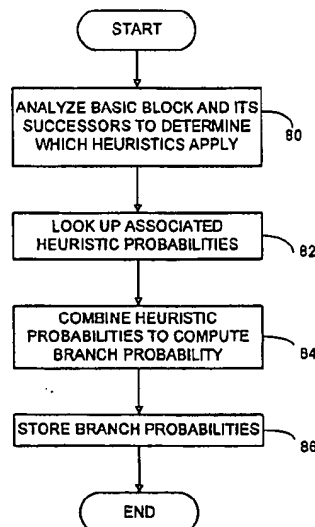 START
ANALYZE BASIC BLOCK AND ITS
SUCCESSORS TO DETERMINE
WHICH HEURISTICS APPLY
80
LOOK UP ASSOCIATED
HEURISTIC PROBABILITIES
82
COMBINE HEURISTIC
PROBABILITIES TO COMPUTE
BRANCH PROBABILITY
84
STORE BRANCH PROBABILITIES
86
END